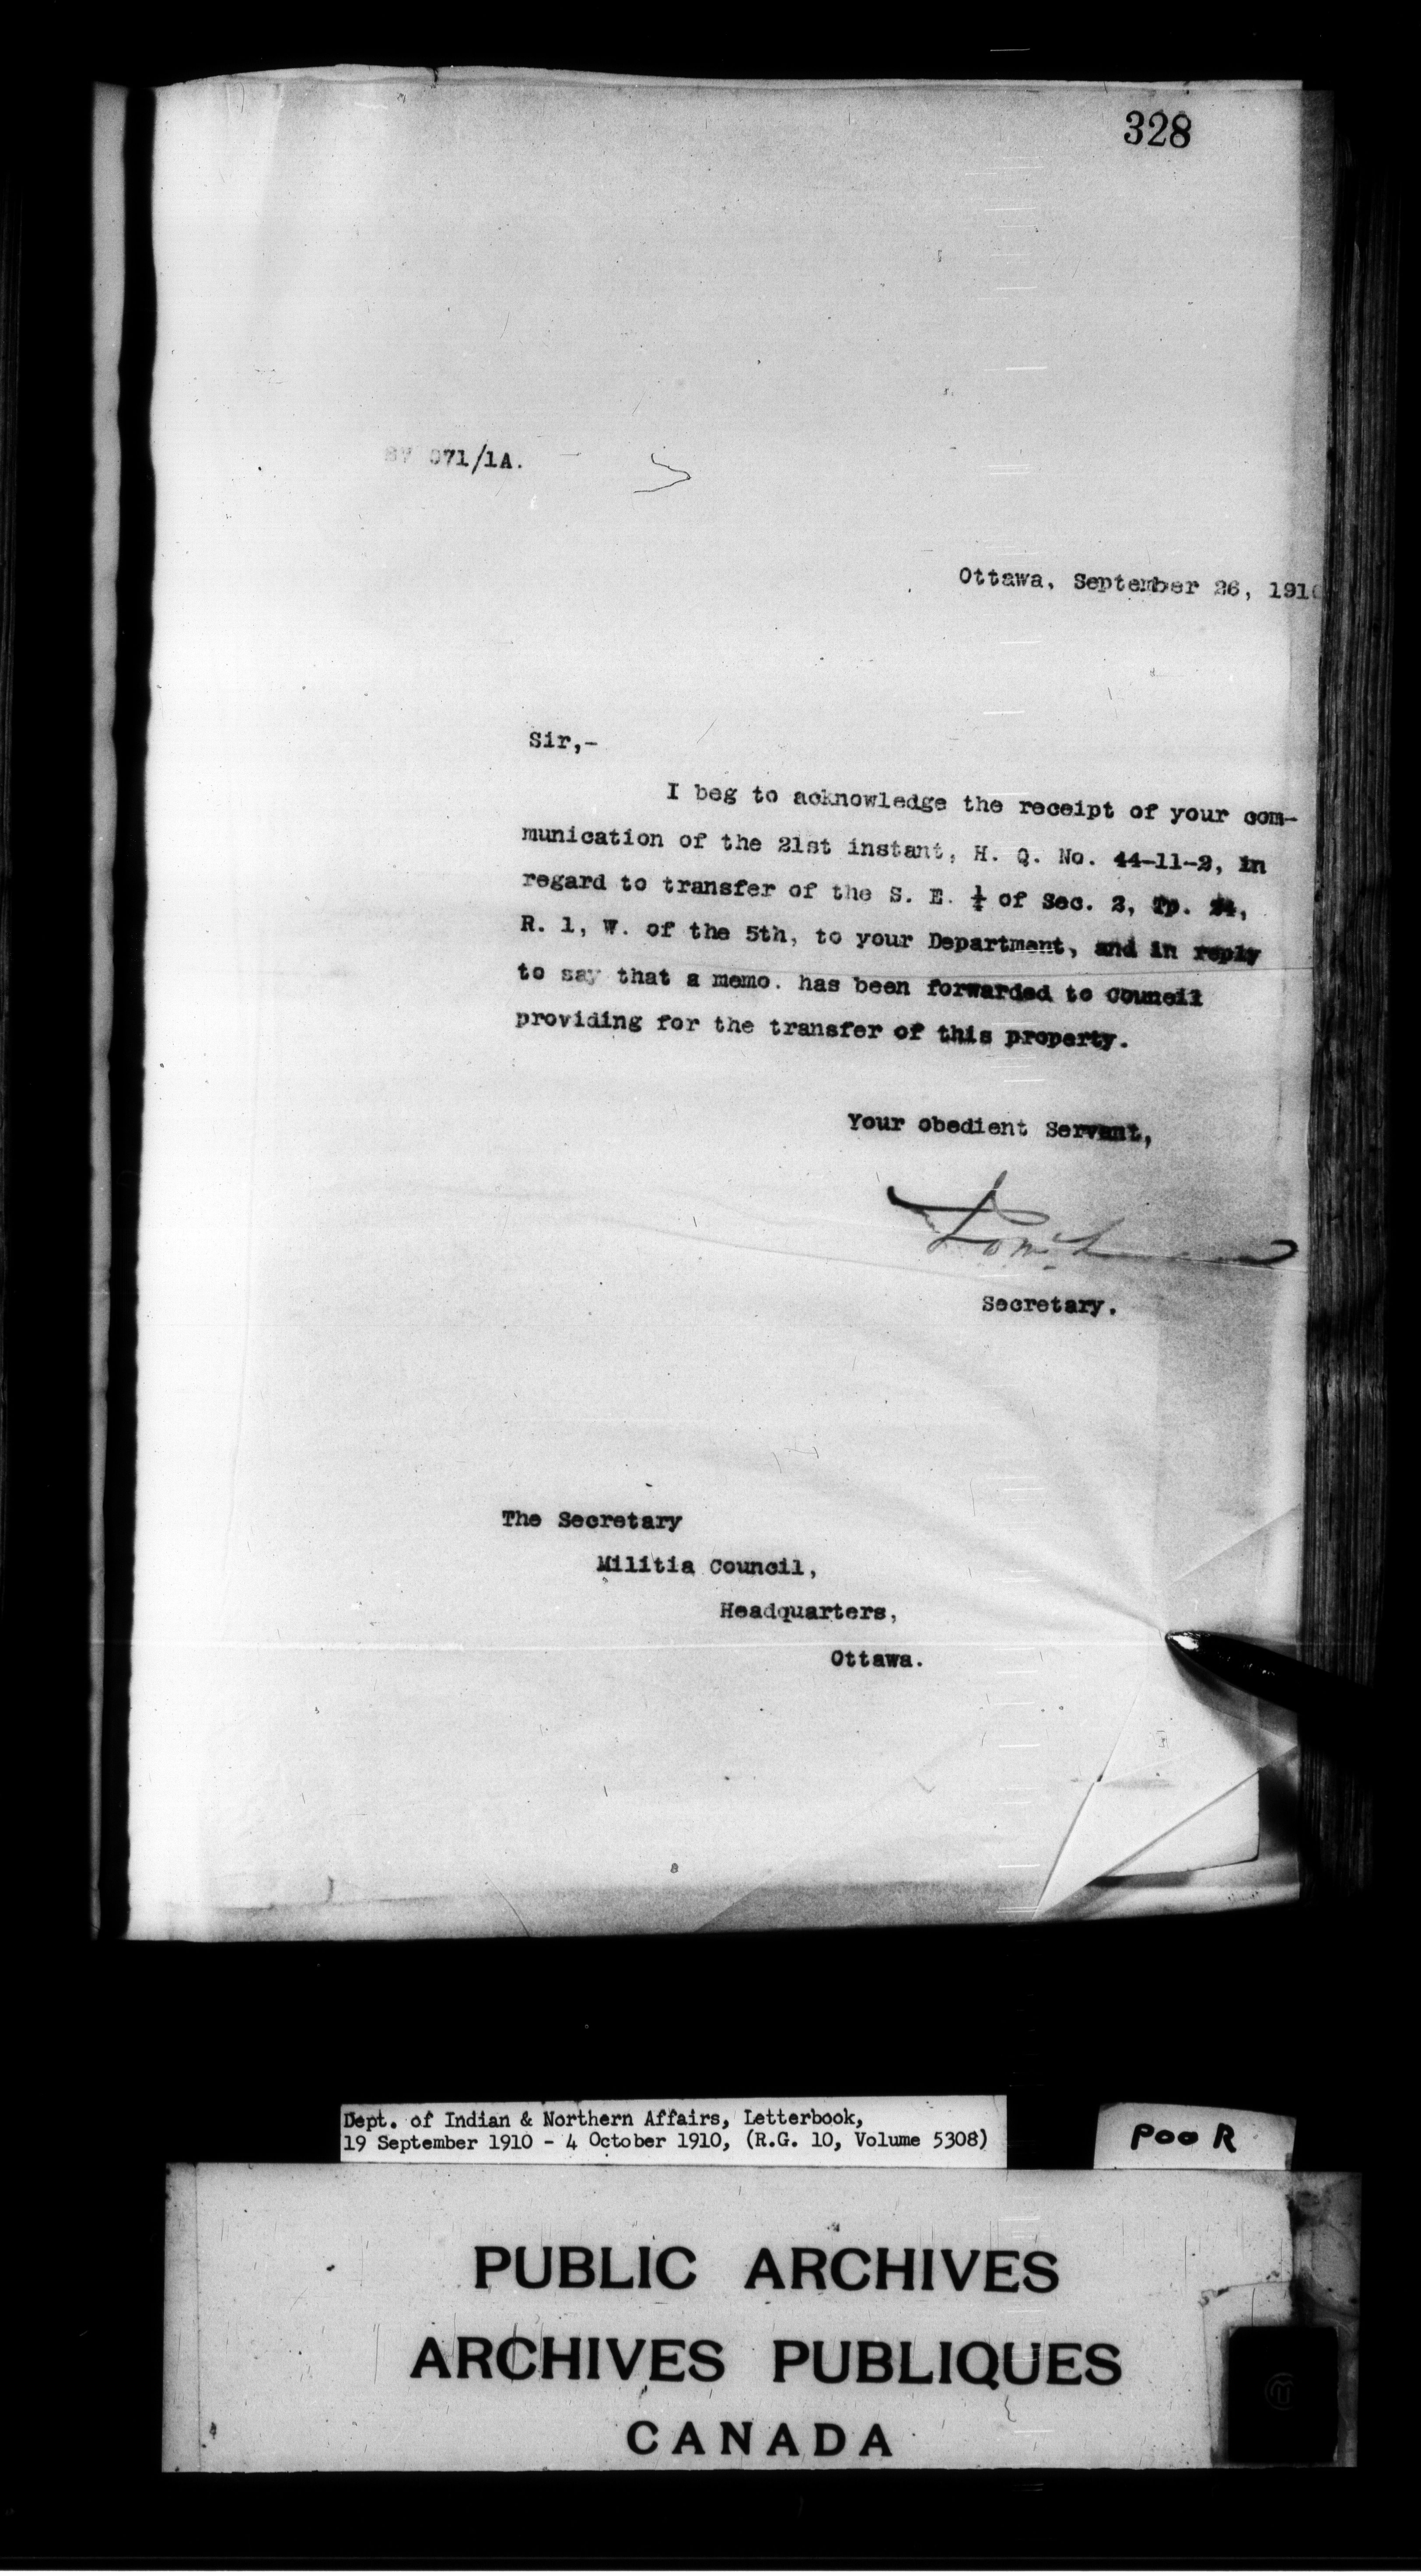 328
071/1A.
Ottawa, September 26, 1910
Sir,-
I beg to acknowledge the receipt of your com-
munication of the 21st instant, H. Q. No. 44-11-2, in
regard to transfer of the S. E. ¼ of Sec. 2, Tp. 24,
R. 1, W. of the 5th, to your Department, and in reply
to say that a memo. has been forwarded to Council
providing for the transfer of this property.
Your obedient Servant,
Secretary.
The Secretary
Militia Council,
Headquarters,
Ottawa.
Dept. of Indian & Northern Affairs, Letterbook,
19 September 1910 - 4 October 1910, (R.G. 10, Volume 5308)
PooR
PUBLIC ARCHIVES
ARCHIVES PUBLIQUES
CANADA